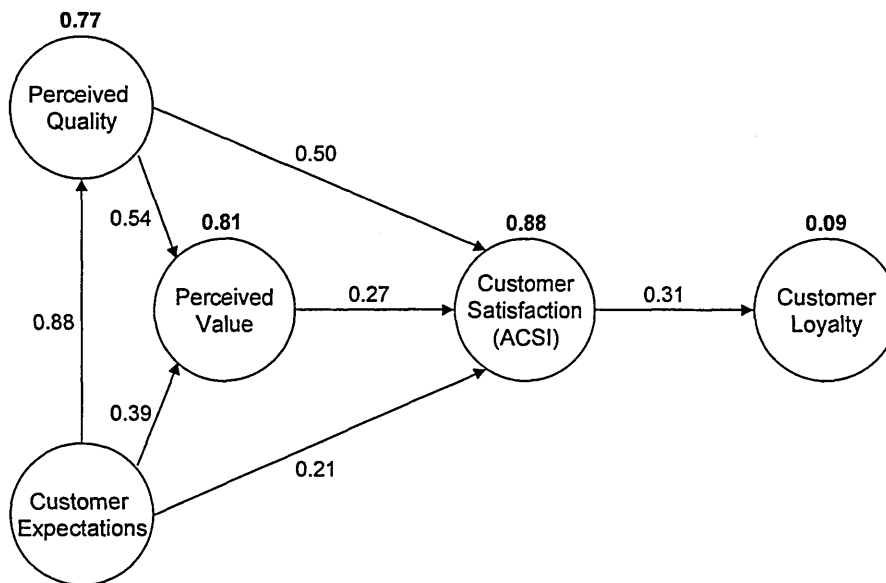 0.77
Perceived
Quality
0.50
0.54
0.81
0.88
0.09
Perceived
Value
0.27
Customer
Satisfaction
(ACSI)
0.31
Customer
Loyalty
0.88
0.39
0.21
Customer
Expectations